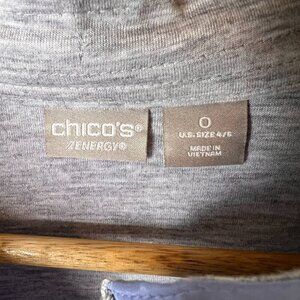 chico's®
ZENERGY®
0
U.S. SIZE 4/6
MADE IN
VIETNAM